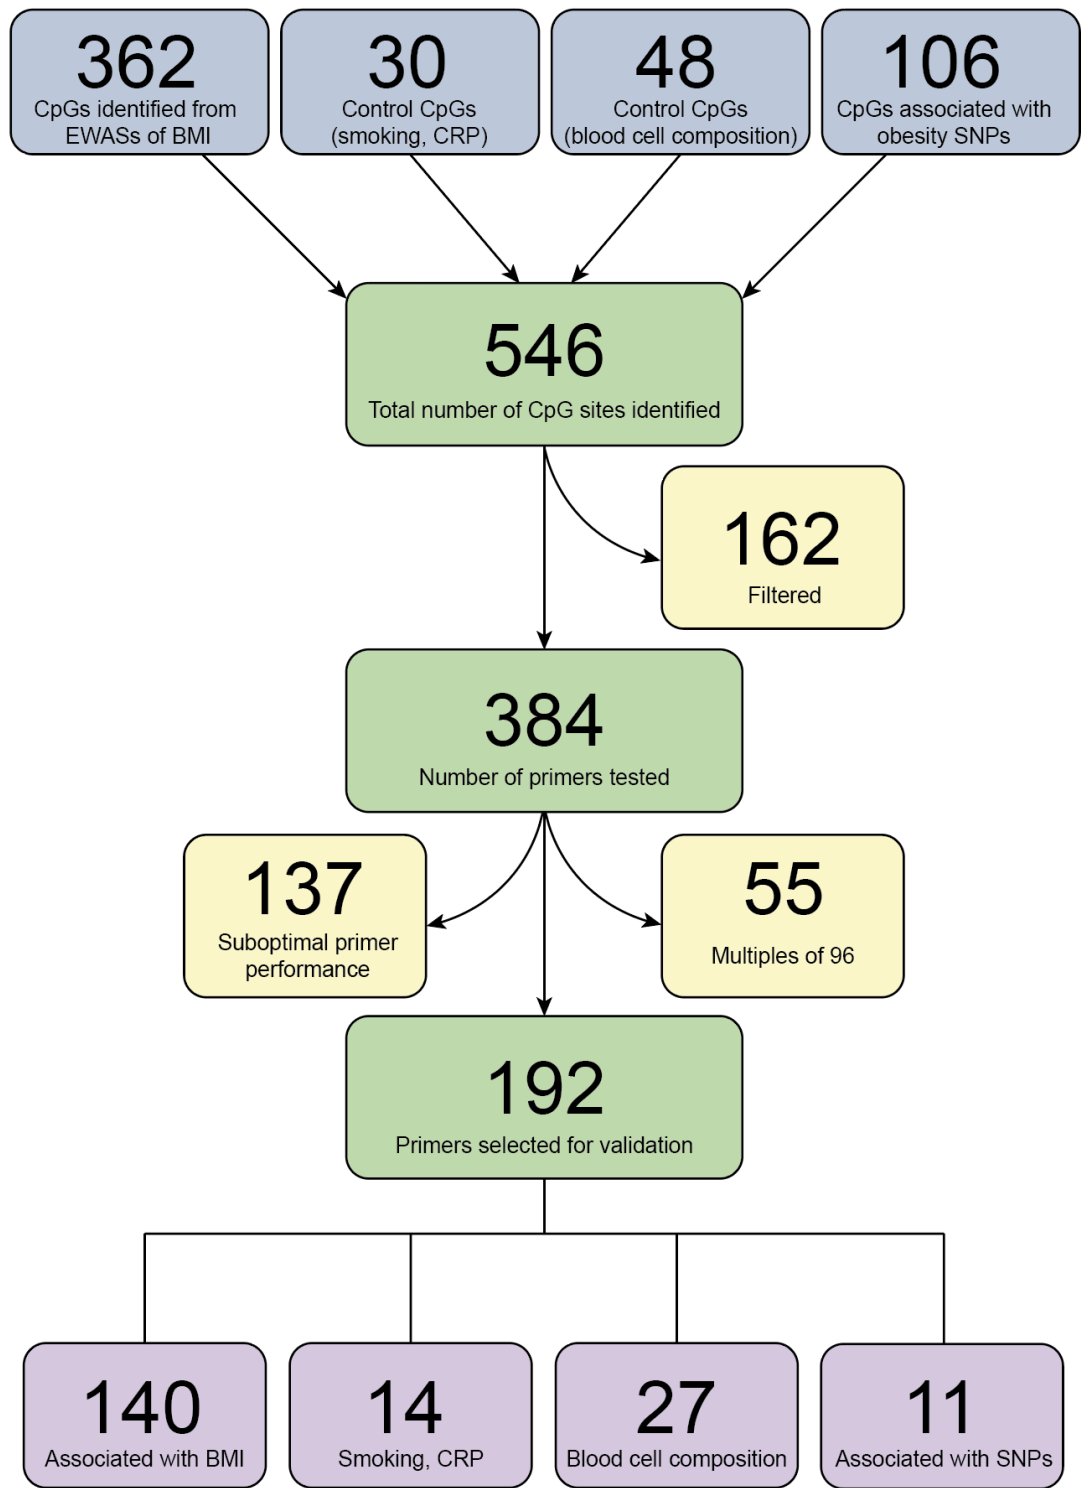 362
CpGs identified from
EWASs of BMI
30
Control CpGs
(smoking, CRP)
48
Control CpGs
(blood cell composition)
106
CpGs associated with
obesity SNPs
546
Total number of CpG sites identified
162
Filtered
384
Number of primers tested
137
Suboptimal primer
performance
55
Multiples of 96
192
Primers selected for validation
140
Associated with BMI
14
Smoking, CRP
27
Blood cell composition
11
Associated with SNPs